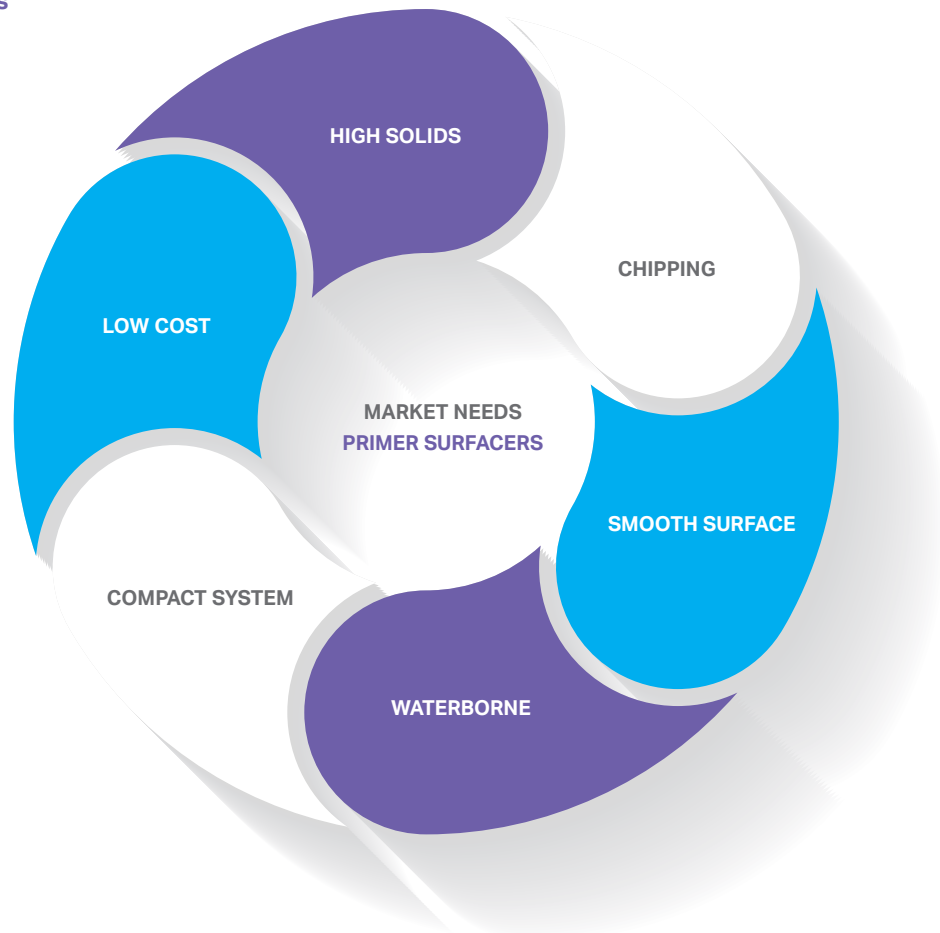 HIGH SOLIDS
CHIPPING
LOW COST
MARKET NEEDS
PRIMER SURFACERS
SMOOTH SURFACE
COMPACT SYSTEM
WATERBORNE